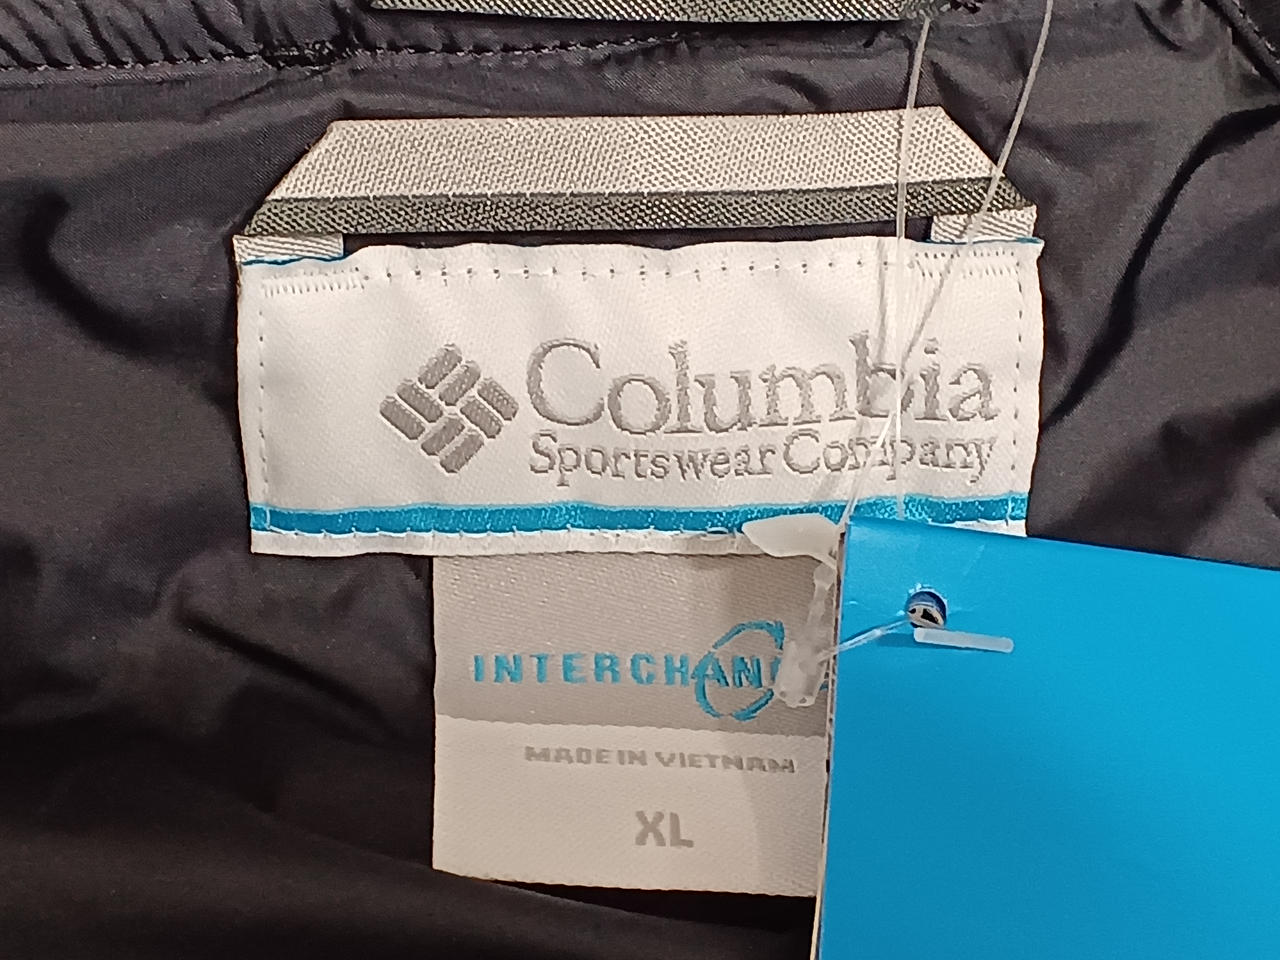 Columbia
Sportswear Company
INTERCHAN
MADE IN VIETNAM
XL